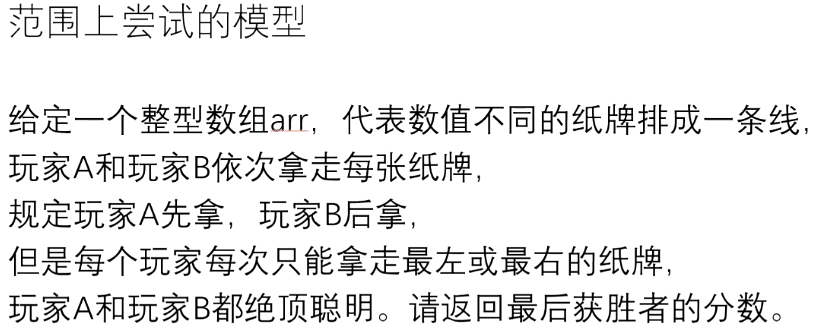 范围上尝试的模型
给定一个整型数组arr，代表数值不同的纸牌排成一条线，
玩家A和玩家B依次拿走每张纸牌，
规定玩家A先拿，玩家B后拿，
但是每个玩家每次只能拿走最左或最右的纸牌，
玩家A和玩家B都绝顶聪明。请返回最后获胜者的分数。